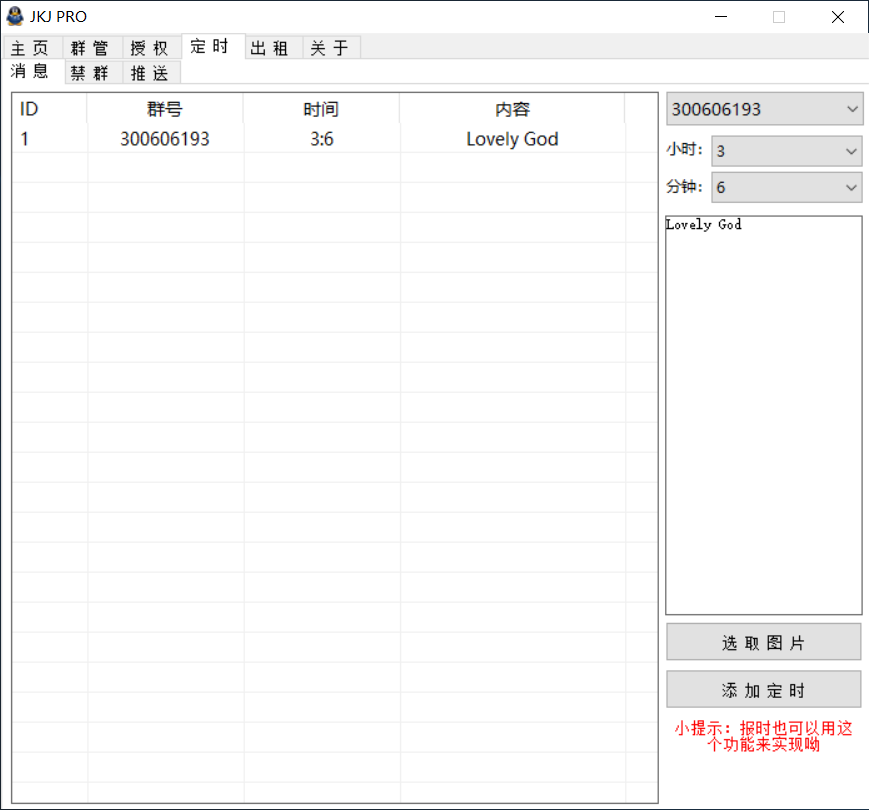 JKJ PRO
主页 群管 授权 定时 出租 关于
消息 禁群 推送
ID 群号 时间 内容
1 300606193 3:6 Lovely God
300606193
小时: 3
分钟: 6
Lovely God
选取图片
添加定时
小提示：报时也可以用这
个功能来实现呦